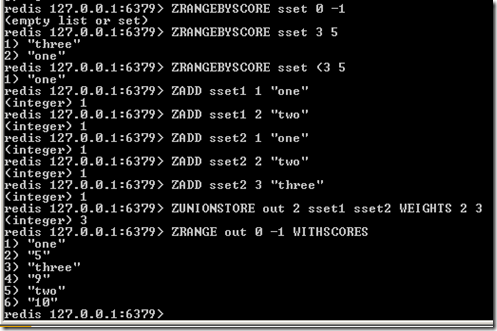 redis 127.0.0.1:6379> ZRANGEBYSCORE sset 0 -1
(empty list or set)
redis 127.0.0.1:6379> ZRANGEBYSCORE sset 3 5
1) "three"
2) "one"
redis 127.0.0.1:6379> ZRANGEBYSCORE sset (3 5
1) "one"
redis 127.0.0.1:6379> ZADD sset1 1 "one"
(integer) 1
redis 127.0.0.1:6379> ZADD sset1 2 "two"
(integer) 1
redis 127.0.0.1:6379> ZADD sset2 1 "one"
(integer) 1
redis 127.0.0.1:6379> ZADD sset2 2 "two"
(integer) 1
redis 127.0.0.1:6379> ZADD sset2 3 "three"
(integer) 1
redis 127.0.0.1:6379> ZUNIONSTORE out 2 sset1 sset2 WEIGHTS 2 3
(integer) 3
redis 127.0.0.1:6379> ZRANGE out 0 -1 WITHSCORES
1) "one"
2) "5"
3) "three"
4) "9"
5) "two"
6) "10"
redis 127.0.0.1:6379>